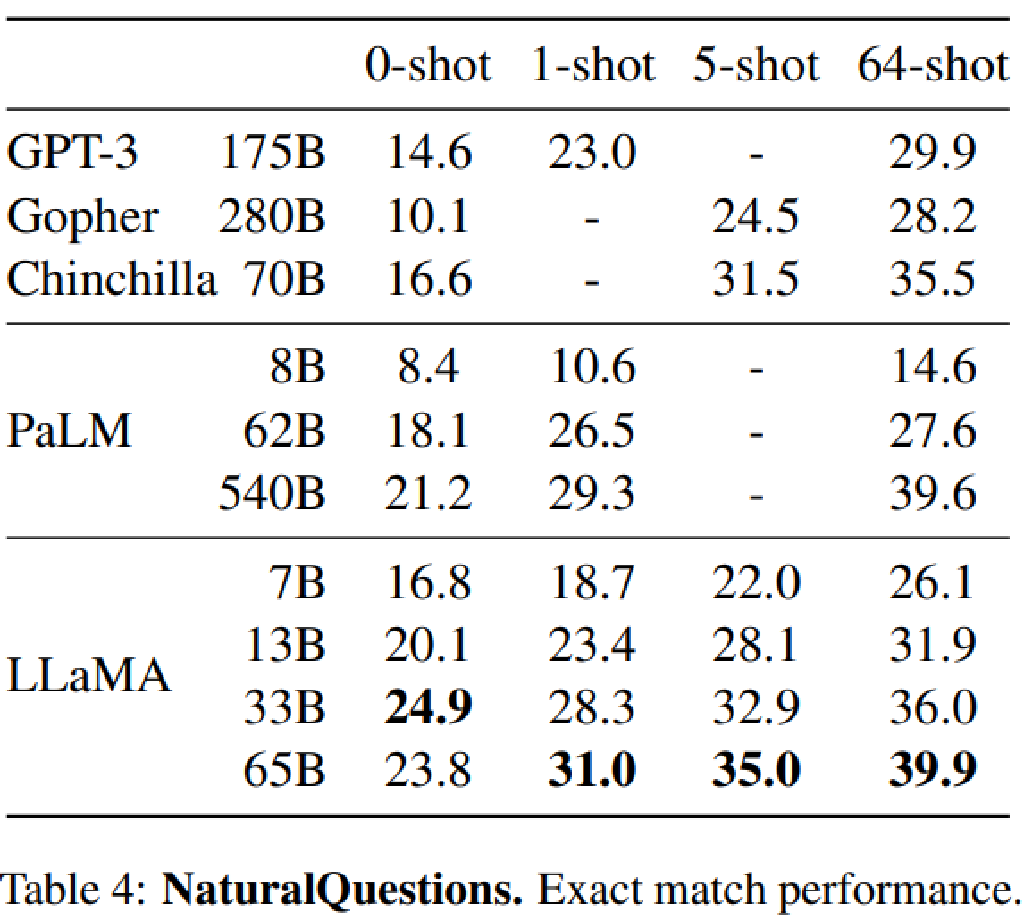 0-shot 1-shot 5-shot 64-shot
GPT-3 175B 14.6 23.0 - 29.9
Gopher 280B 10.1 - 24.5 28.2
Chinchilla 70B 16.6 - 31.5 35.5
8B 8.4 10.6 - 14.6
PaLM 62B 18.1 26.5 - 27.6
540B 21.2 29.3 - 39.6
7B 16.8 18.7 22.0 26.1
13B 20.1 23.4 28.1 31.9
LLaMA
33B 24.9 28.3 32.9 36.0
65B 23.8 31.0 35.0 39.9
Table 4: NaturalQuestions. Exact match performance.